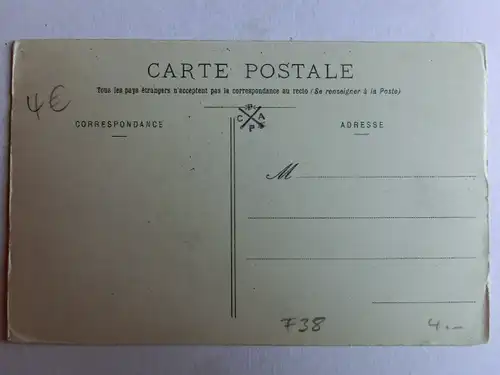 CARTE POSTALE
Tous les pays étrangers n'acceptent pas la correspondance au recto (Se renseigner à la Poste)
4€
C P A P
CORRESPONDANCE
ADRESSE
M
F38
4.–